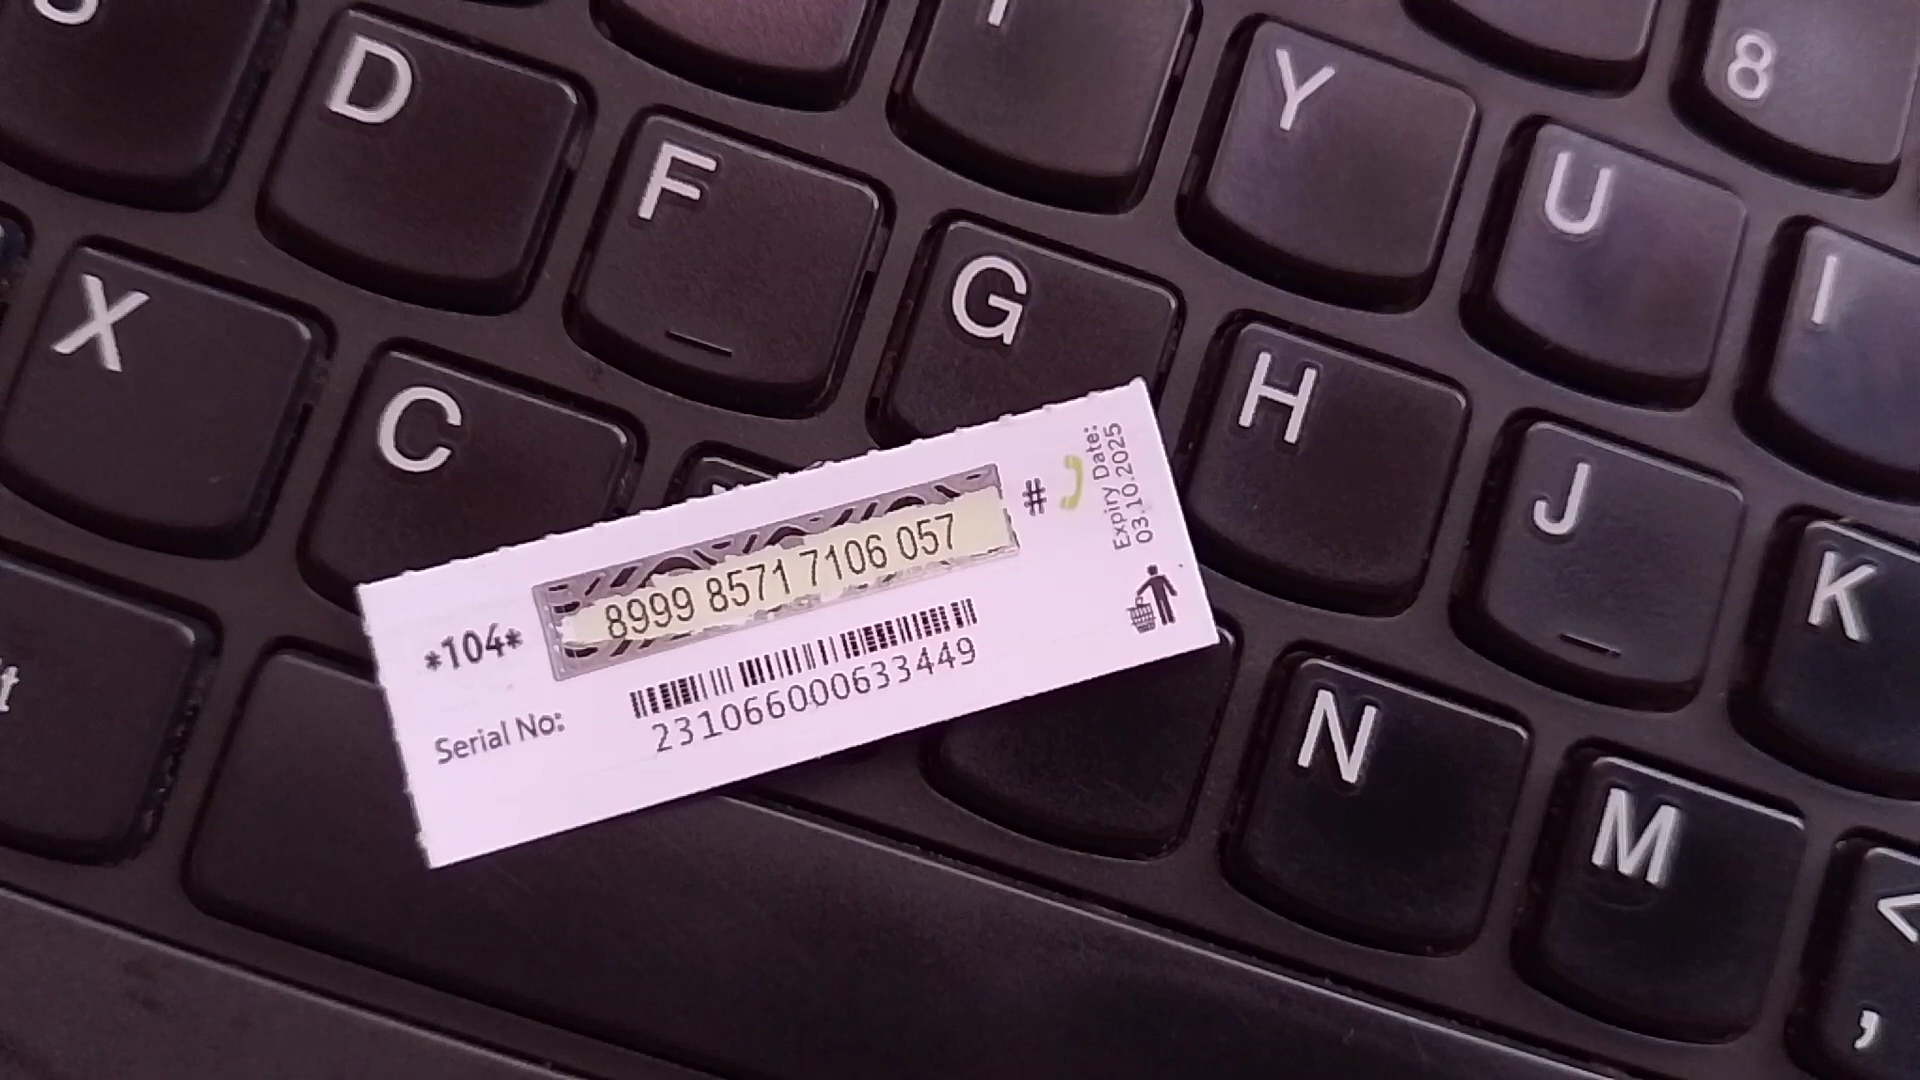 8
D
Y
F
U
I
X
G
H
C
J
K
*104* 8999 8571 7106 057 #
Expiry Date:
03.10.2025
Serial No: 231066000633449
N
M
<
,